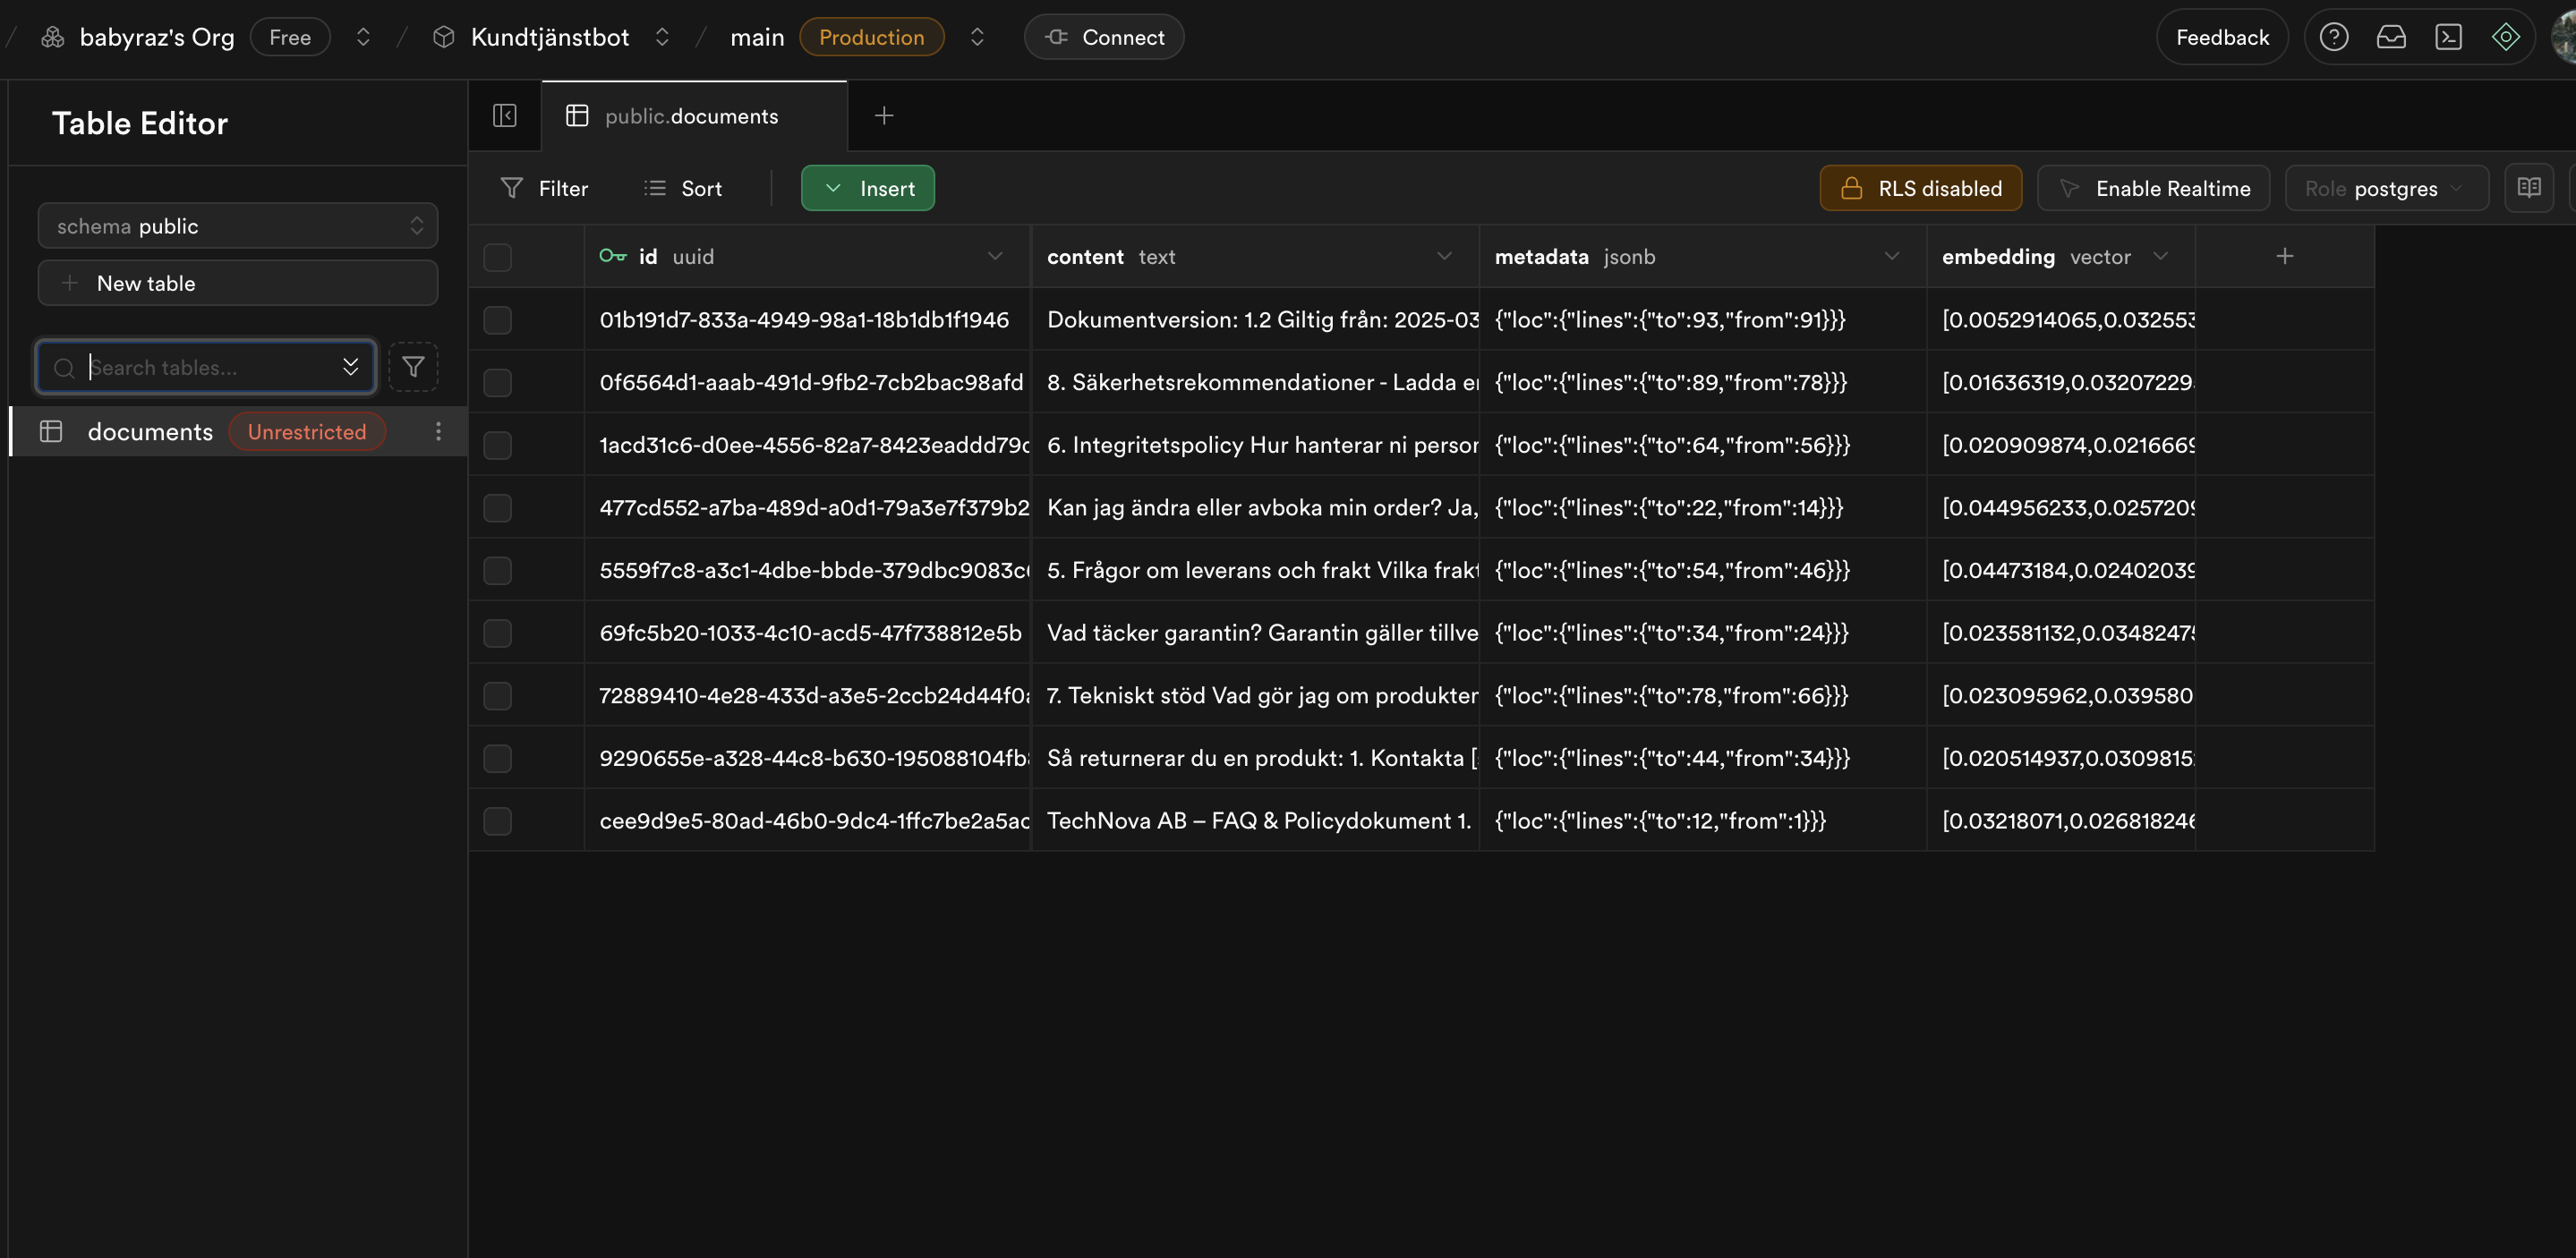 babyraz's Org Free / Kundtjänstbot / main Production Connect Feedback
Table Editor
public.documents
Filter Sort Insert RLS disabled Enable Realtime Role postgres
schema public
New table
Search tables...
documents Unrestricted
id uuid content text metadata jsonb embedding vector
01b191d7-833a-4949-98a1-18b1db1f1946 Dokumentversion: 1.2 Giltig från: 2025-03 {"loc":{"lines":{"to":93,"from":91}}} [0.0052914065,0.032553
0f6564d1-aaab-491d-9fb2-7cb2bac98afd 8. Säkerhetsrekommendationer - Ladda {"loc":{"lines":{"to":89,"from":78}}} [0.01636319,0.03207229
1acd31c6-d0ee-4556-82a7-8423eaddd79c 6. Integritetspolicy Hur hanterar ni person {"loc":{"lines":{"to":64,"from":56}}} [0.020909874,0.0216669
477cd552-a7ba-489d-a0d1-79a3e7f379b2 Kan jag ändra eller avboka min order? Ja, {"loc":{"lines":{"to":22,"from":14}}} [0.044956233,0.0257209
5559f7c8-a3c1-4dbe-bbde-379dbc9083c 5. Frågor om leverans och frakt Vilka frakt {"loc":{"lines":{"to":54,"from":46}}} [0.04473184,0.02402039
69fc5b20-1033-4c10-acd5-47f738812e5b Vad täcker garantin? Garantin gäller tillve {"loc":{"lines":{"to":34,"from":24}}} [0.023581132,0.03482475
72889410-4e28-433d-a3e5-2ccb24d44f0 7. Tekniskt stöd Vad gör jag om produkten {"loc":{"lines":{"to":78,"from":66}}} [0.023095962,0.039580
9290655e-a328-44c8-b630-195088104fb Så returnerar du en produkt: 1. Kontakta [ {"loc":{"lines":{"to":44,"from":34}}} [0.020514937,0.0309815
cee9d9e5-80ad-46b0-9dc4-1ffc7be2a5ac TechNova AB – FAQ & Policydokument 1. {"loc":{"lines":{"to":12,"from":1}}} [0.03218071,0.026818246